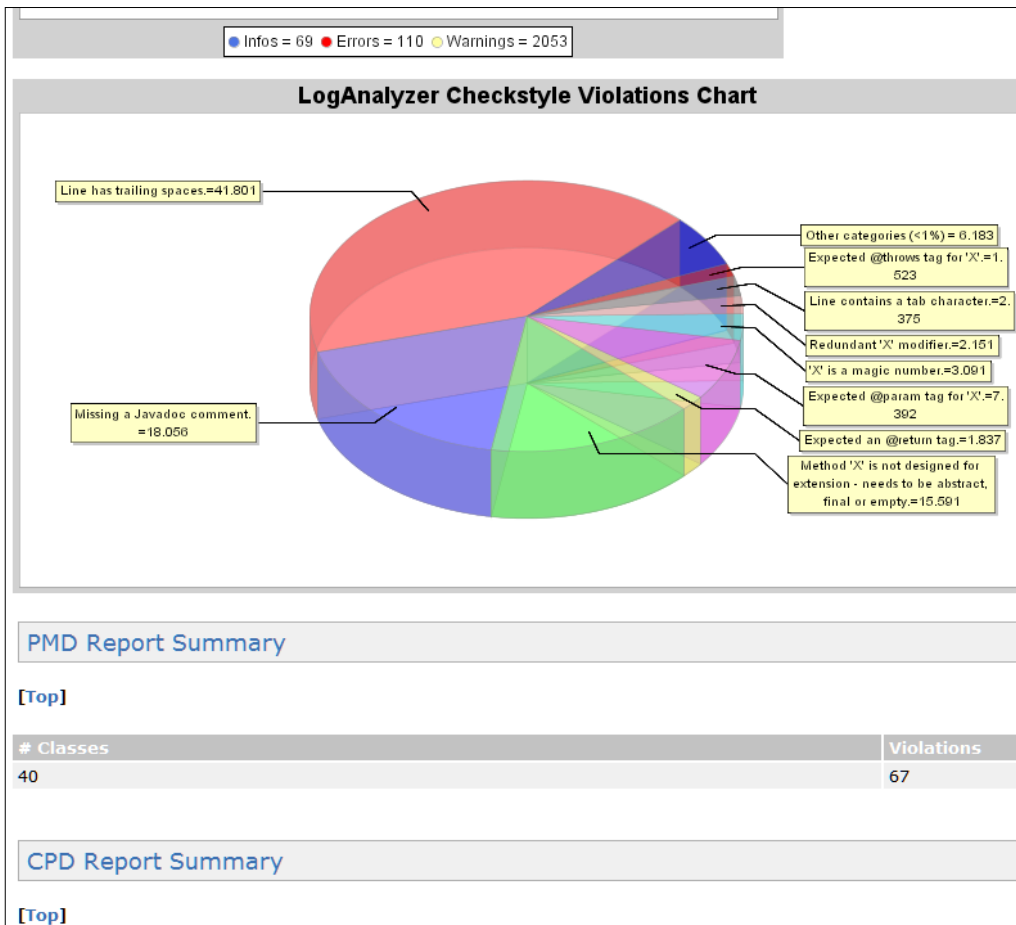 Infos = 69 Errors = 110 Warnings = 2053
LogAnalyzer Checkstyle Violations Chart
Line has trailing spaces.=41.801
Other categories (<1%) = 6.183
Expected @throws tag for 'X'.=1.
523
Line contains a tab character.=2.
375
Redundant 'X' modifier.=2.151
'X' is a magic number.=3.091
Expected @param tag for 'X'.=7.
392
Missing a Javadoc comment.
=18.056
Expected an @return tag.=1.837
Method 'X' is not designed for
extension - needs to be abstract,
final or empty.=15.591
PMD Report Summary
[Top]
# Classes Violations
40 67
CPD Report Summary
[Top]